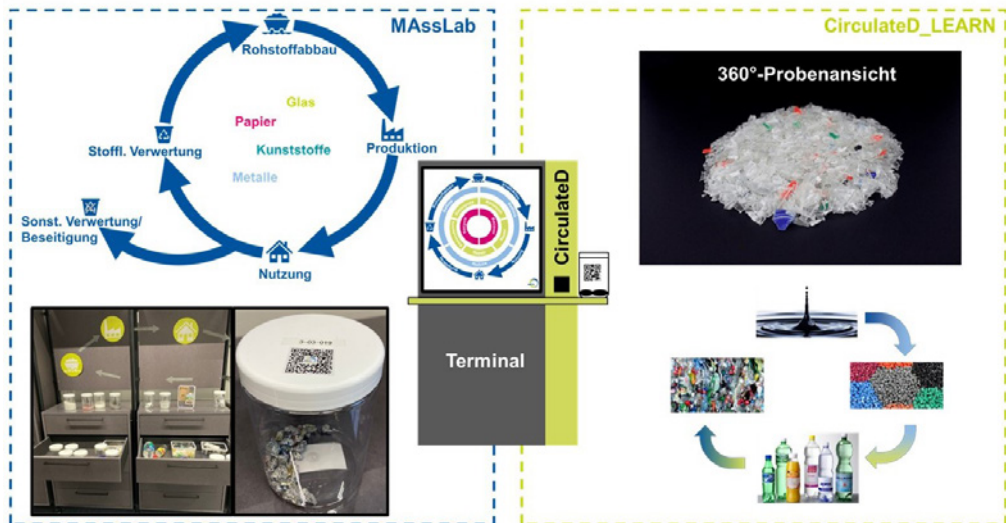 MAssLab
Rohstoffabbau
Glas
Papier
Kunststoffe
Metalle
Stoffl. Verwertung
Produktion
Sonst. Verwertung/
Beseitigung
Nutzung
CirculateD
Terminal
CirculateD_LEARN
360°-Probenansicht